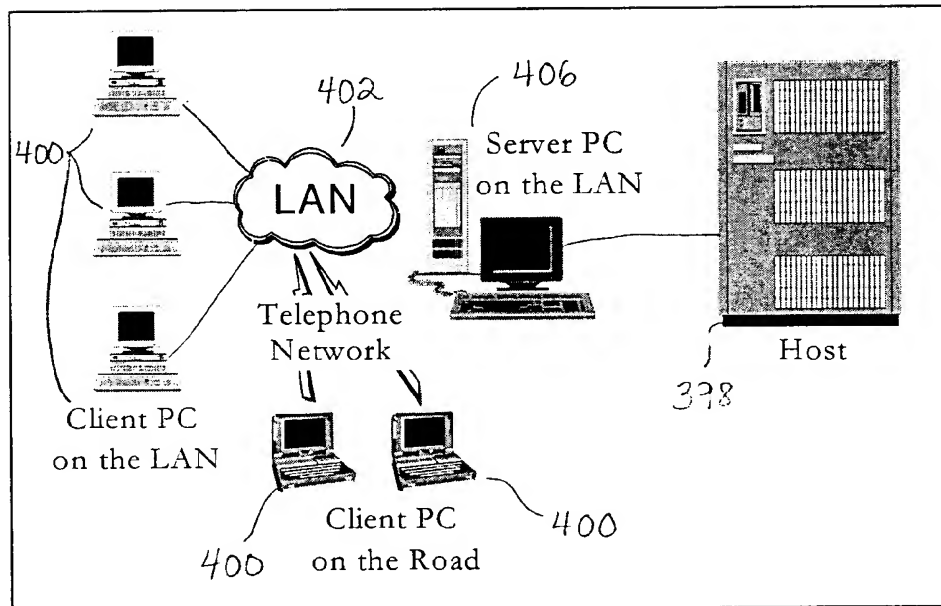 402
406
400
LAN
Server PC
on the LAN
Telephone
Network
Host
398
Client PC
on the LAN
400
Client PC
on the Road
400